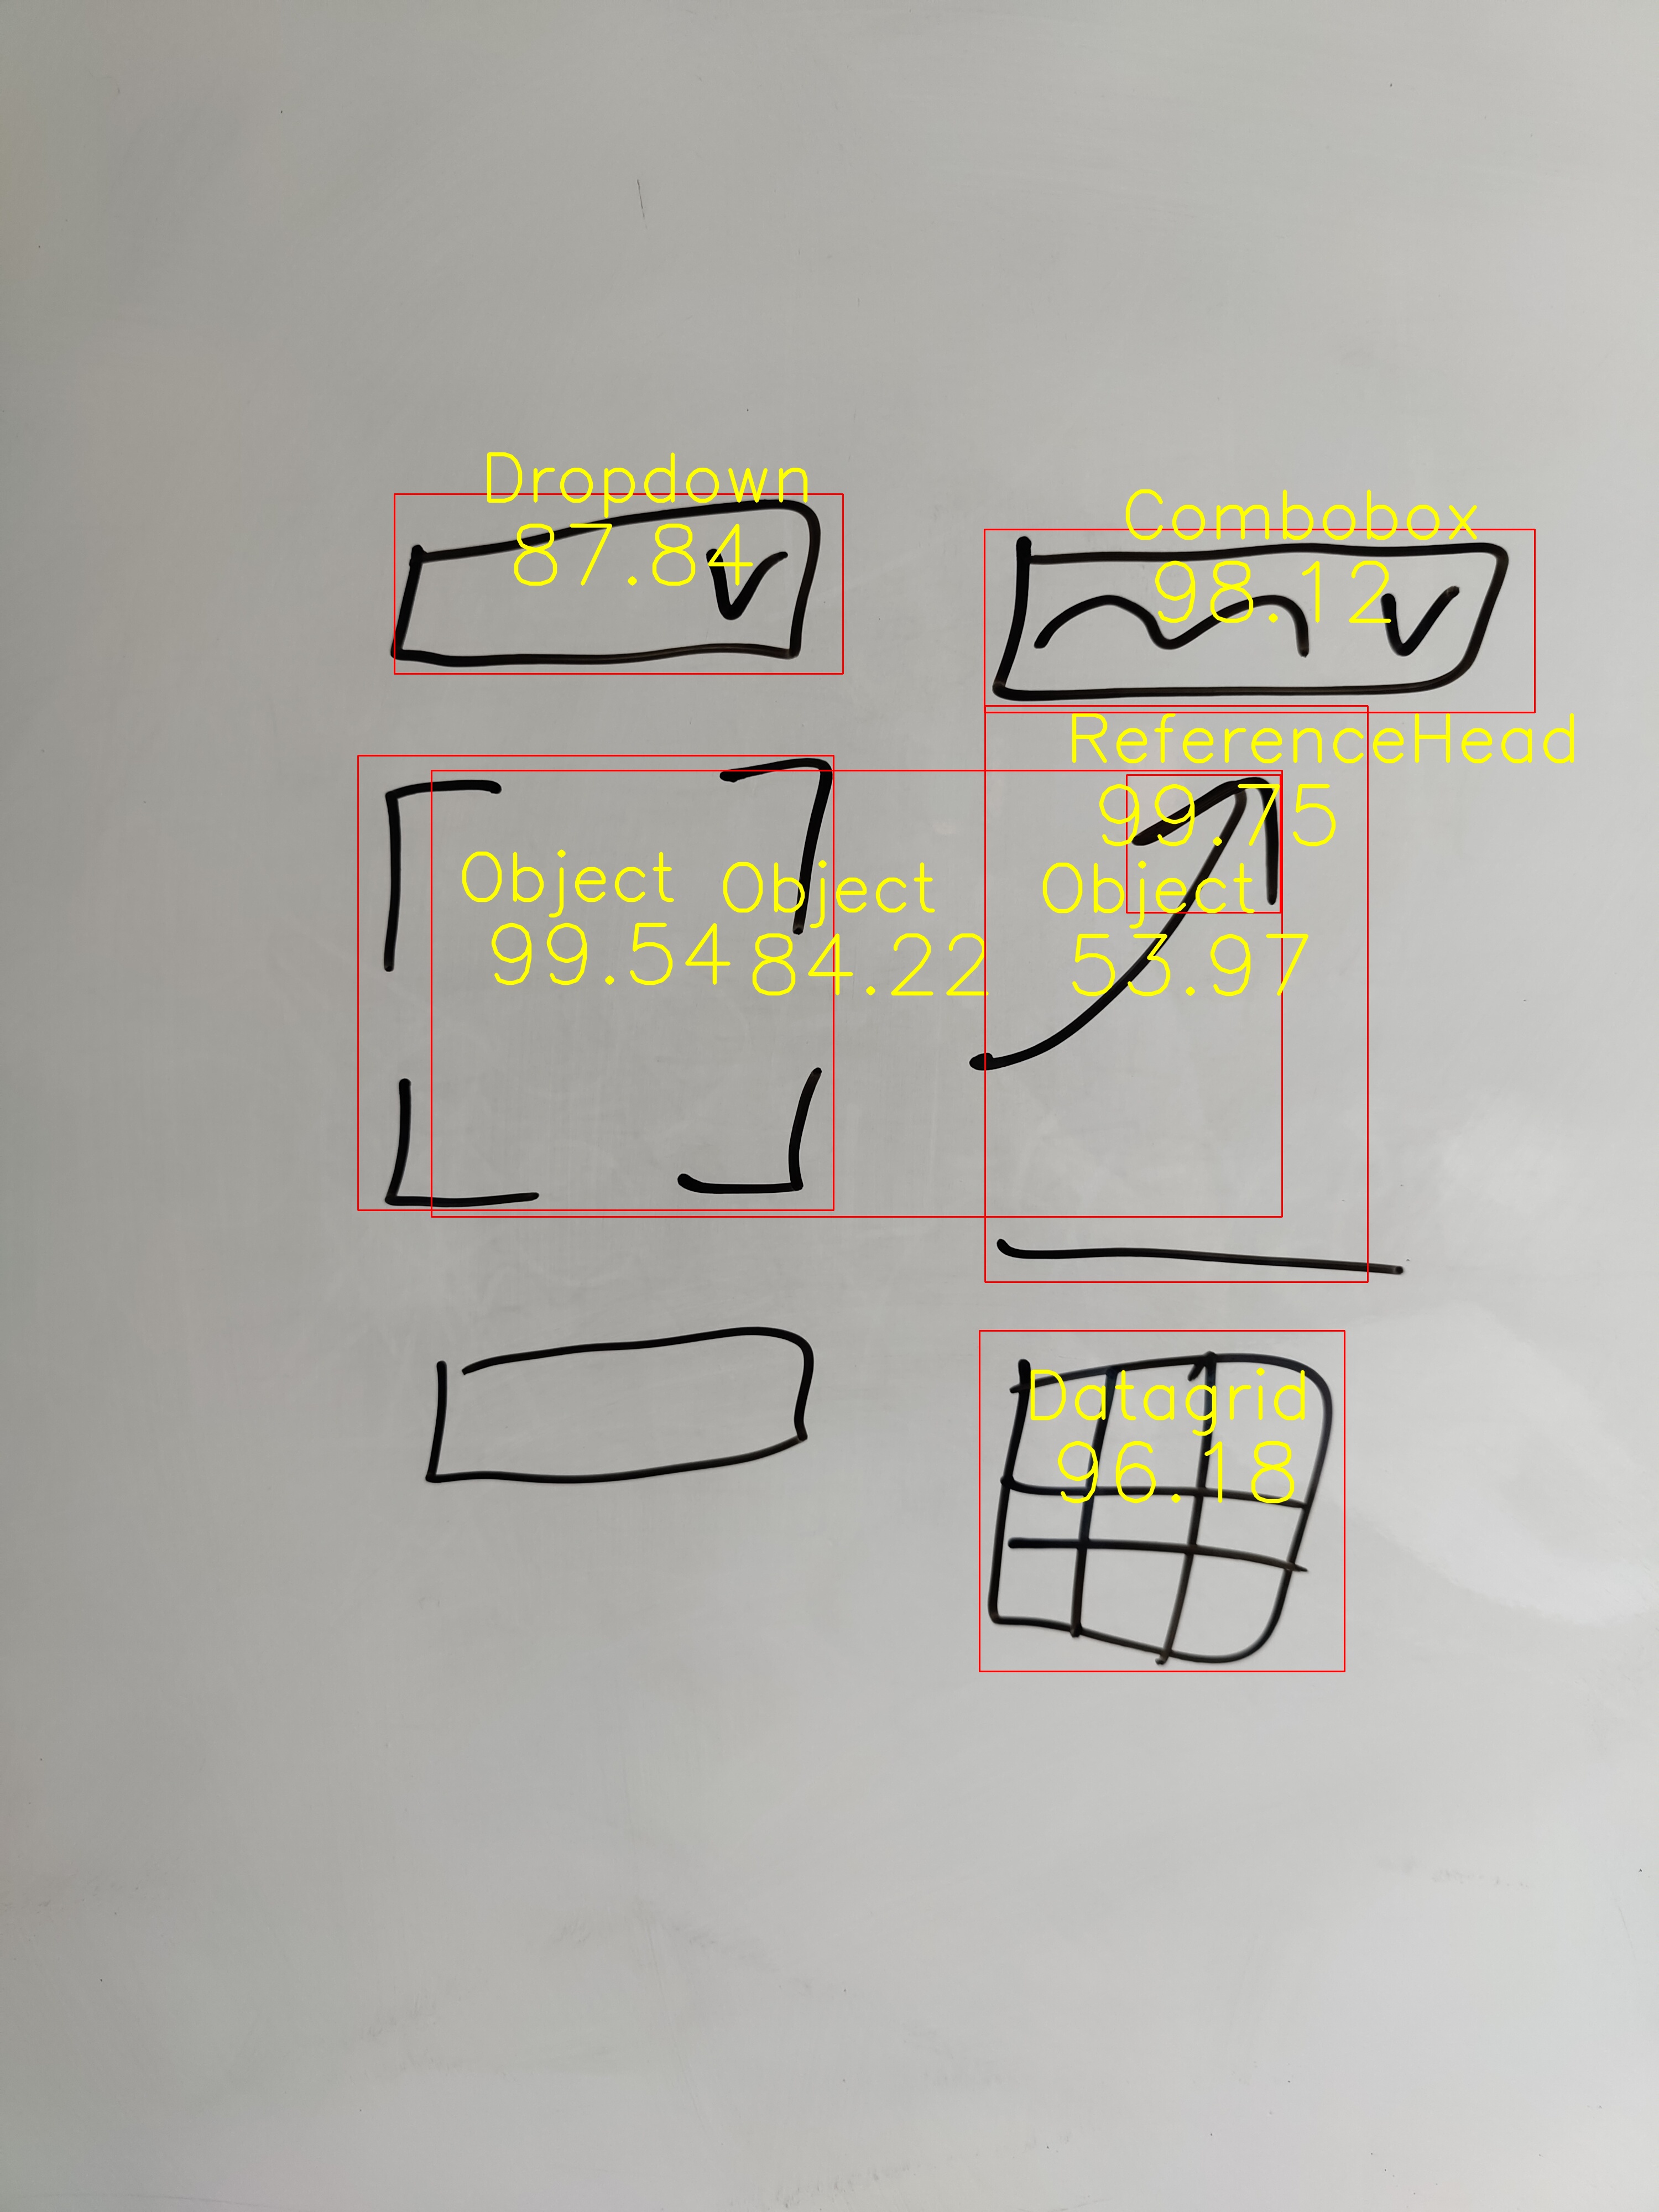 Dropdown
87.84
Combobox
98.12
ReferenceHead
99.75
Object
99.54
Object
84.22
Object
53.97
Datagrid
96.18